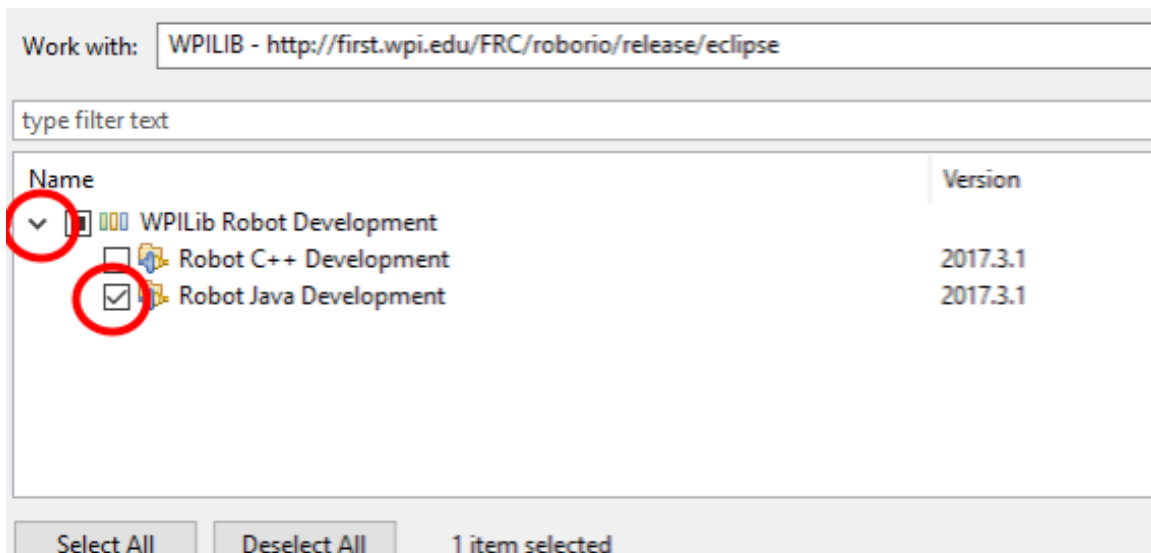 Work with: WPILIB - http://first.wpi.edu/FRC/roborio/release/eclipse
type filter text
Name Version
WPILib Robot Development
Robot C++ Development 2017.3.1
Robot Java Development 2017.3.1
Select All Deselect All 1 item selected